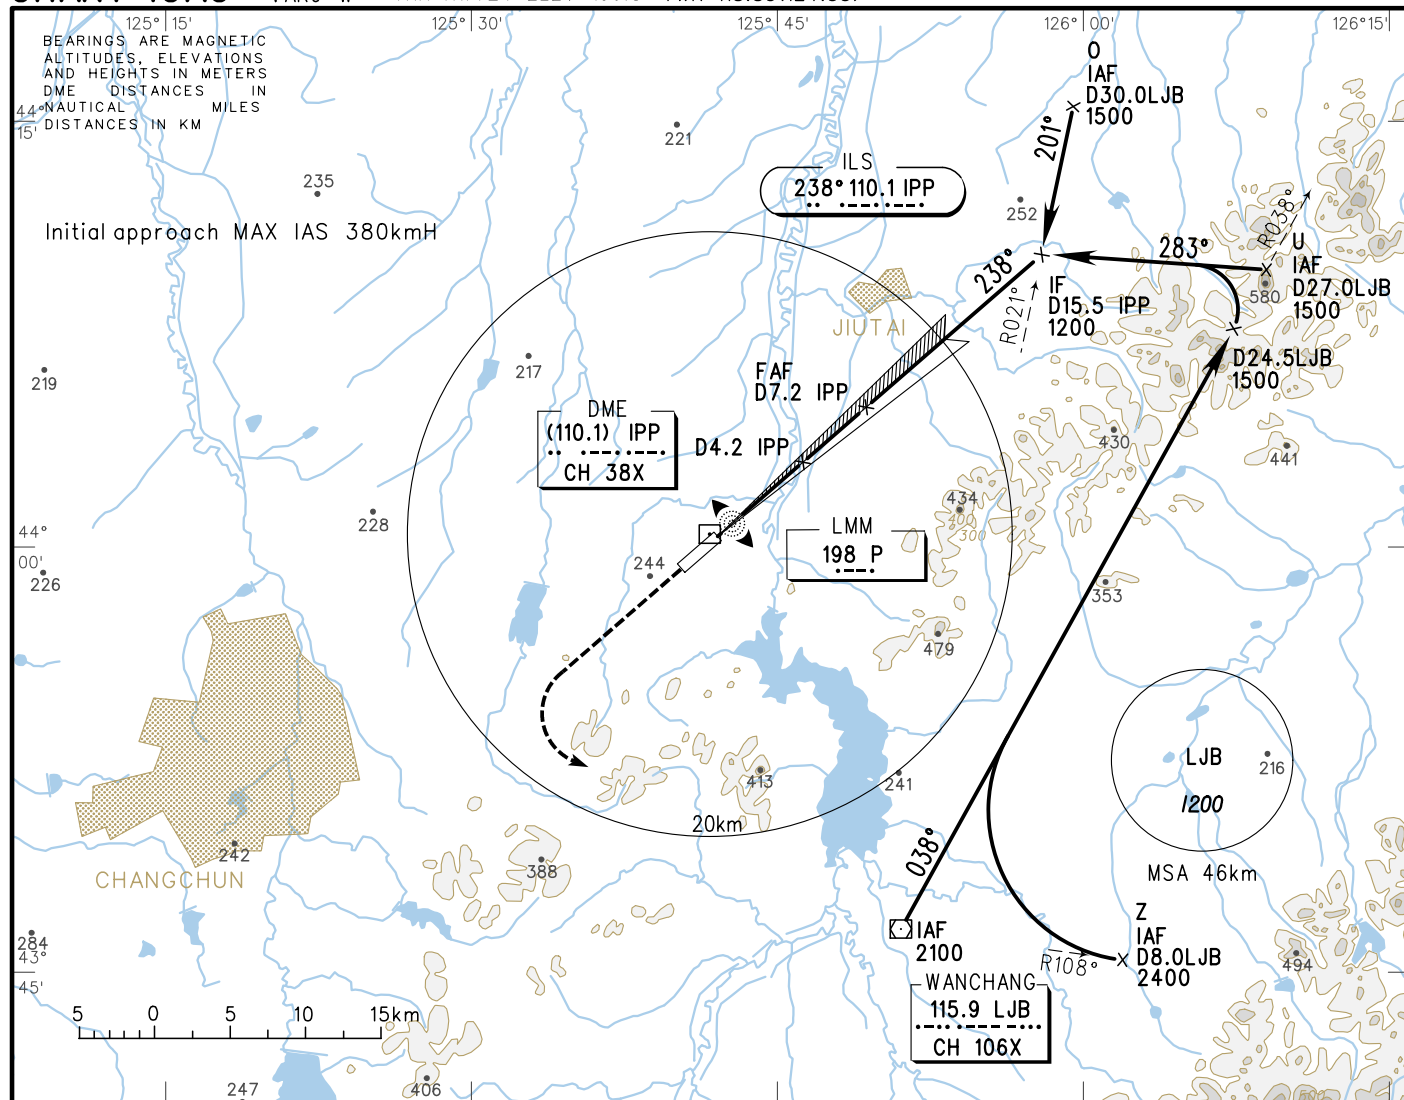 125°15'
125°30'
125°45'
126°00'
126°15'
BEARINGS ARE MAGNETIC
ALTITUDES, ELEVATIONS
AND HEIGHTS IN METERS
DME DISTANCES IN
NAUTICAL MILES
DISTANCES IN KM
44°
15'
235
221
Initial approach MAX IAS 380kmH
ILS
238° 110.1 IPP
O
IAF
D30.0LJB
1500
201°
252
R038°
U
IAF
D27.0LJB
1500
283°
580
238°
IF
D15.5 IPP
1200
R021°
JIUTAI
D24.5LJB
1500
219
217
FAF
D7.2 IPP
DME
(110.1) IPP
CH 38X
D4.2 IPP
430
441
434
400
300
228
LMM
198 P
44°
00'
226
244
353
479
LJB
1200
216
MSA 46km
413
241
20km
038°
242
CHANGCHUN
388
284
43°
45'
IAF
2100
Z
IAF
D8.0LJB
2400
R108°
494
WANCHANG
115.9 LJB
CH 106X
5 0 5 10 15km
247
406
500